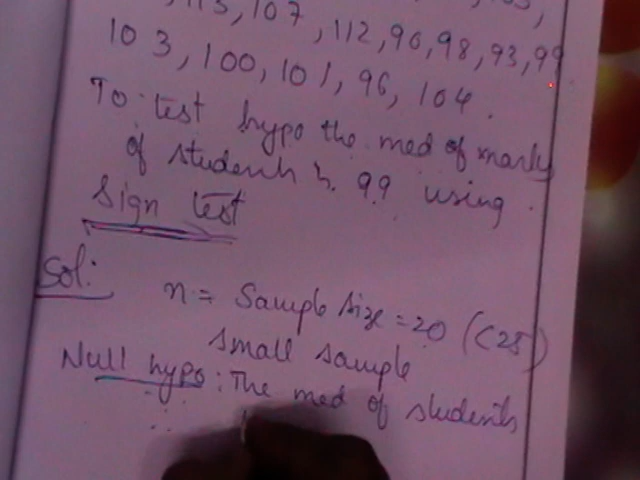 113, 107, 112, 90, 98, 93, 99
103, 100, 101, 96, 104.
To test hypo the med of marks
of students is 99 using
Sign test
Sol: n = Sample size = 20 (<25)
small sample
Null hypo: The med of students